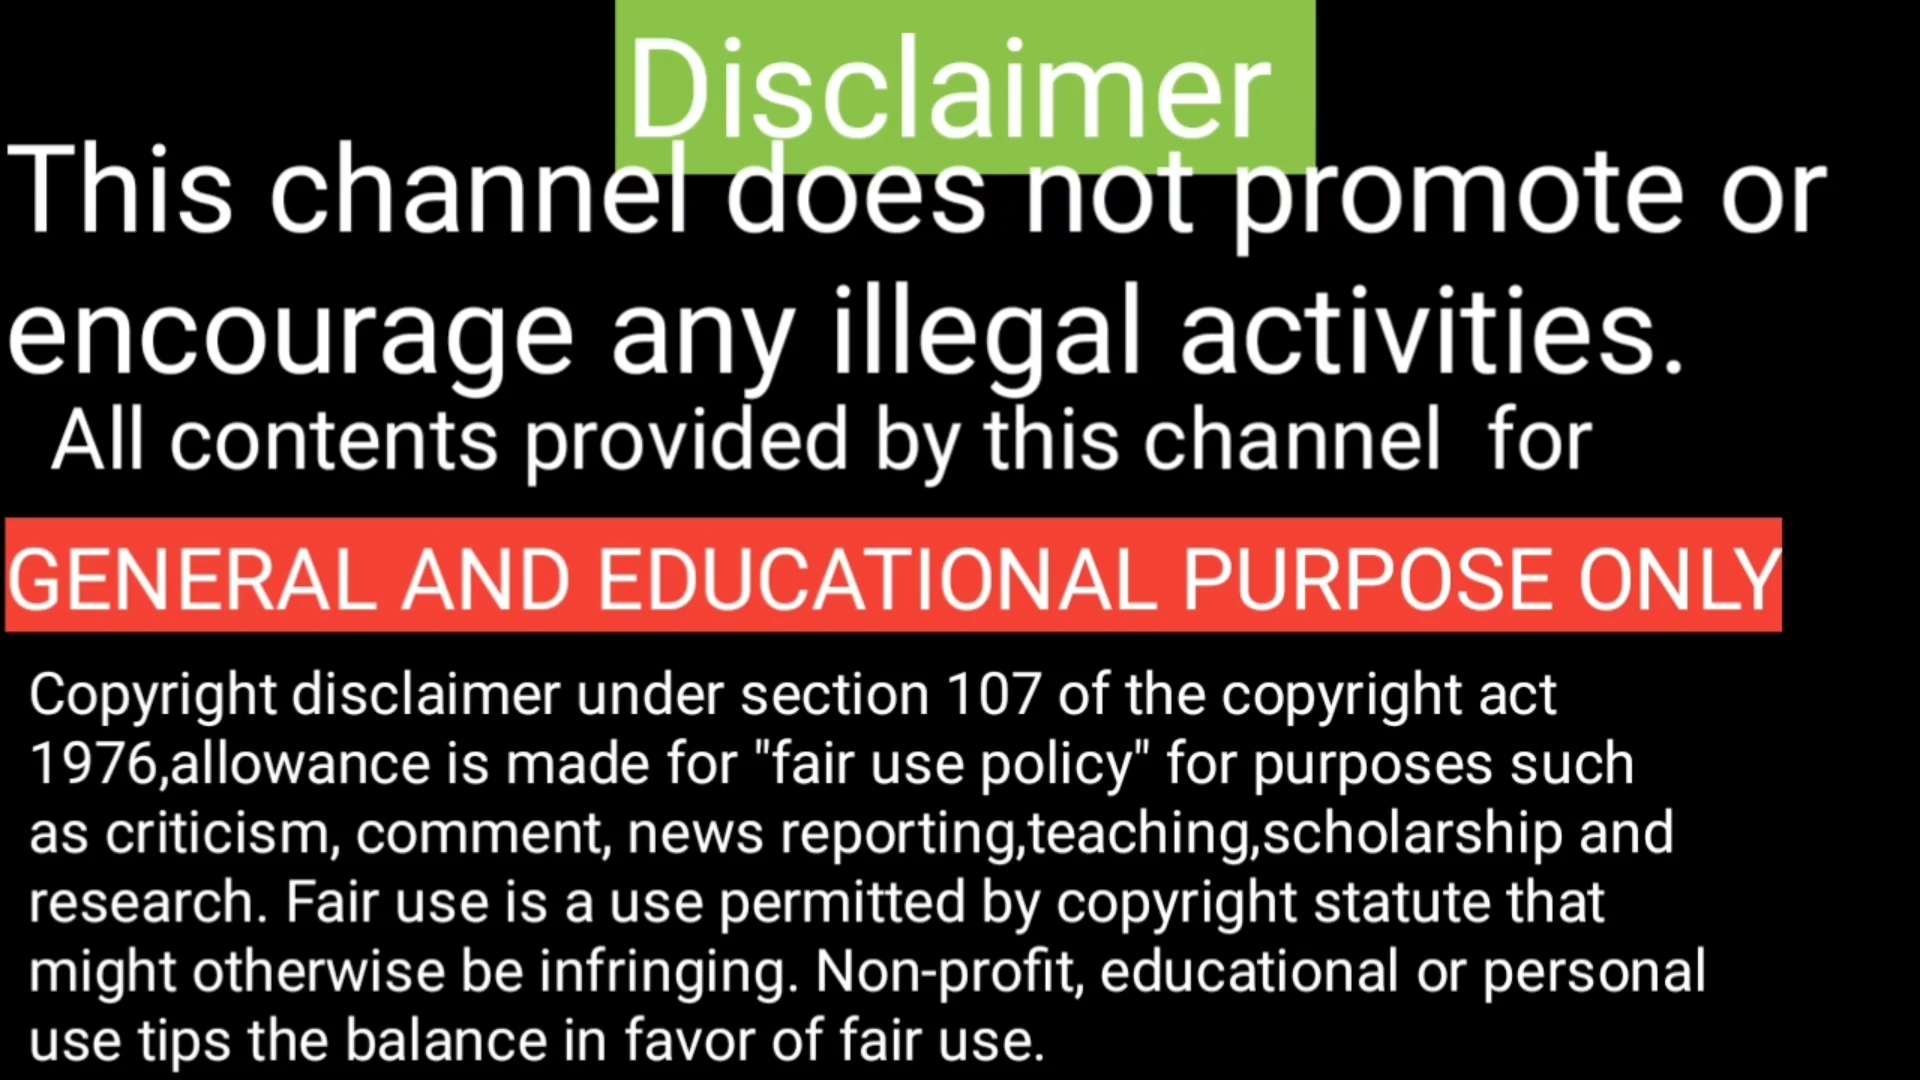 Disclaimer
This channel does not promote or
encourage any illegal activities.
All contents provided by this channel  for
GENERAL AND EDUCATIONAL PURPOSE ONLY
Copyright disclaimer under section 107 of the copyright act
1976,allowance is made for "fair use policy" for purposes such
as criticism, comment, news reporting,teaching,scholarship and
research. Fair use is a use permitted by copyright statute that
might otherwise be infringing. Non-profit, educational or personal
use tips the balance in favor of fair use.